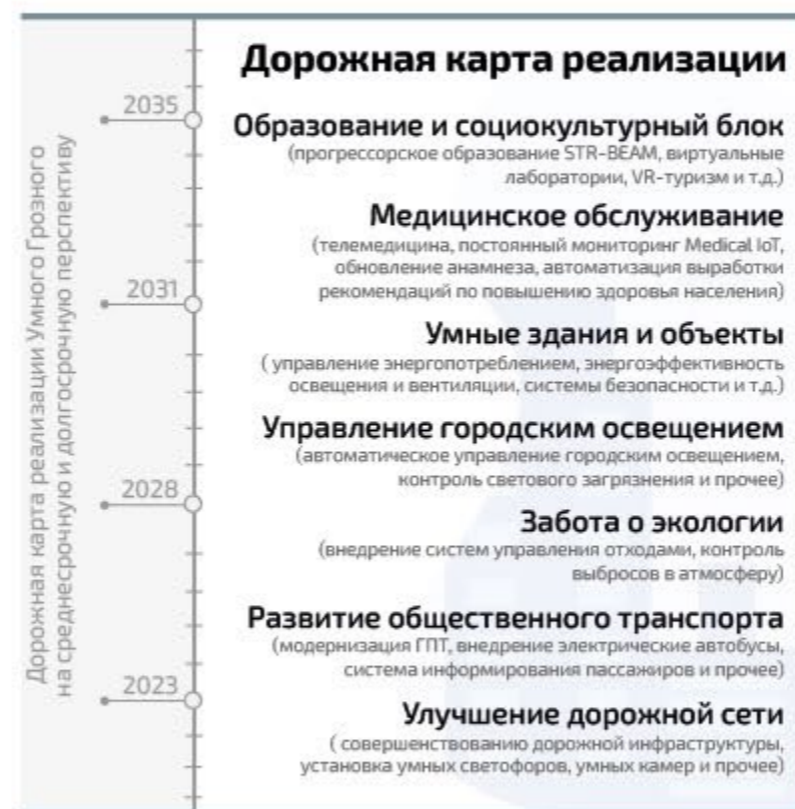 Дорожная карта реализации
2035
Образование и социокультурный блок
(прогрессорское образование STR-BEAM, виртуальные
лаборатории, VR-туризм и т.д.)
Медицинское обслуживание
(телемедицина, постоянный мониторинг Medical IoT,
обновление анамнеза, автоматизация выработки
рекомендаций по повышению здоровья населения)
2031
Умные здания и объекты
( управление энергопотреблением, энергоэффективность
освещения и вентиляции, системы безопасности и т.д.)
Управление городским освещением
(автоматическое управление городским освещением,
контроль светового загрязнения и прочее)
2028
Забота о экологии
(внедрение систем управления отходами, контроль
выбросов в атмосферу)
Развитие общественного транспорта
(модернизация ГПТ, внедрение электрические автобусы,
система информирования пассажиров и прочее)
2023
Улучшение дорожной сети
( совершенствованию дорожной инфраструктуры,
установка умных светофоров, умных камер и прочее)
Дорожная карта реализации Умного Грозного
на среднесрочную и долгосрочную перспективу